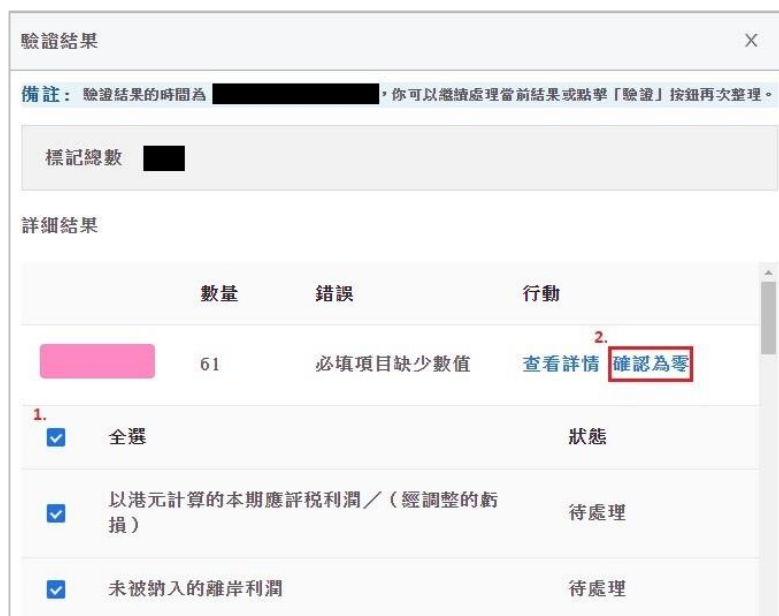 驗證結果
備註：驗證結果的時間為 ，你可以繼續處理當前結果或點擊「驗證」按鈕再次整理。
標記總數
詳細結果
數量 錯誤 行動
2.
61 必填項目缺少數值 查看詳情 確認為零
1.
全選 狀態
以港元計算的本期應評稅利潤／（經調整的虧
損） 待處理
未被納入的離岸利潤 待處理